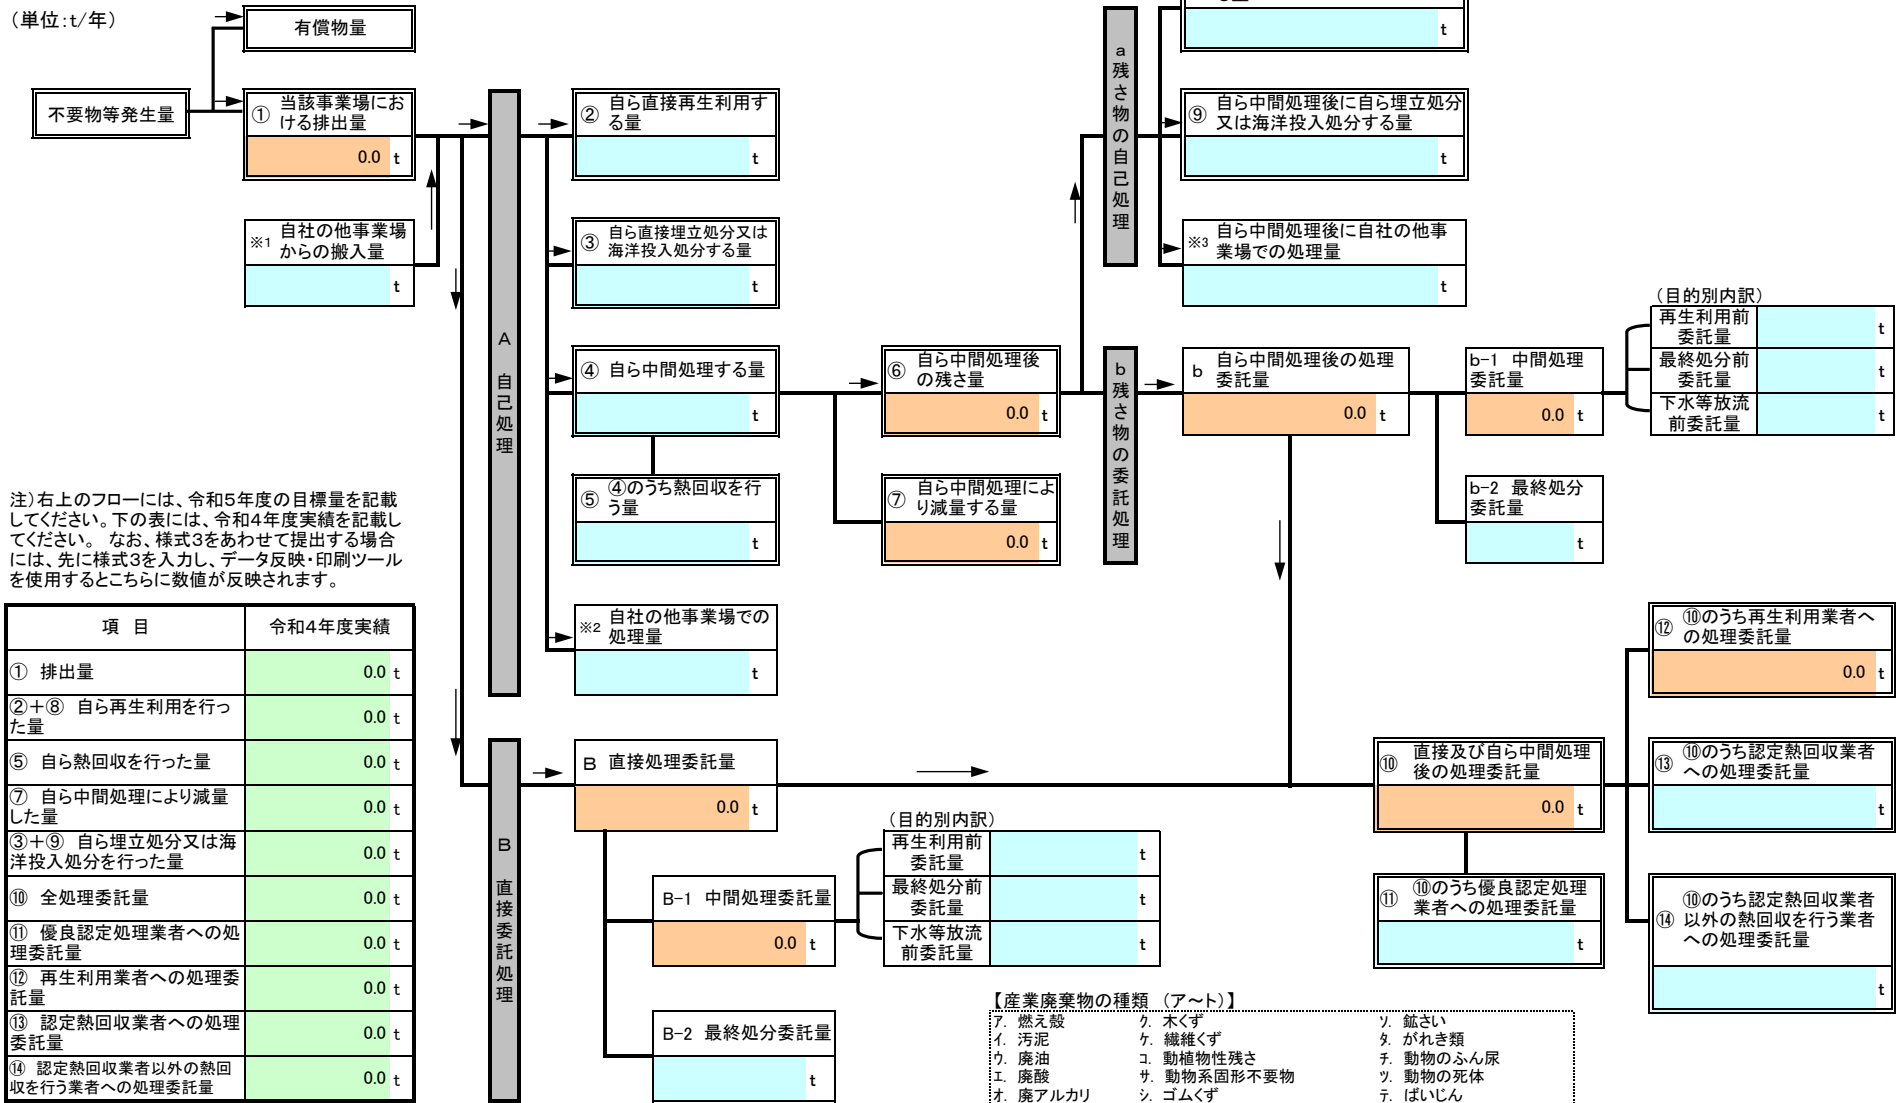 （単位：t/年）
有償物量
不要物等発生量
①
当該事業場にお
ける排出量
0.0 t
※1
自社の他事業場
からの搬入量
t
A 自己処理
②
自ら直接再生利用す
る量
t
③
自ら直接埋立処分又は
海洋投入処分する量
t
④ 自ら中間処理する量
t
⑤
④のうち熱回収を行
う量
t
※2
自社の他事業場での
処理量
t
⑥
自ら中間処理後
の残さ量
0.0 t
⑦
自ら中間処理によ
り減量する量
0.0 t
a 残さ物の自己処理
t
⑨
自ら中間処理後に自ら埋立処分
又は海洋投入処分する量
t
※3
自ら中間処理後に自社の他事
業場での処理量
t
b 残さ物の委託処理
b
自ら中間処理後の処理
委託量
0.0 t
b-1 中間処理
委託量
0.0 t
（目的別内訳）
再生利用前
委託量
t
最終処分前
委託量
t
下水等放流
前委託量
t
b-2 最終処分
委託量
t
注）右上のフローには、令和５年度の目標量を記載
してください。下の表には、令和４年度実績を記載し
てください。 なお、様式３をあわせて提出する場合
には、先に様式３を入力し、データ反映・印刷ツール
を使用するとこちらに数値が反映されます。
項 目 令和４年度実績
① 排出量 0.0 t
②＋⑧ 自ら再生利用を行っ
た量 0.0 t
⑤ 自ら熱回収を行った量 0.0 t
⑦ 自ら中間処理により減量
した量 0.0 t
③＋⑨ 自ら埋立処分又は海
洋投入処分を行った量 0.0 t
⑩ 全処理委託量 0.0 t
⑪ 優良認定処理業者への処
理委託量 0.0 t
⑫ 再生利用業者への処理委
託量 0.0 t
⑬ 認定熱回収業者への処理
委託量 0.0 t
⑭ 認定熱回収業者以外の熱回
収を行う業者への処理委託量 0.0 t
B 直接委託処理
B 直接処理委託量
0.0 t
B-1 中間処理委託量
0.0 t
（目的別内訳）
再生利用前
委託量
t
最終処分前
委託量
t
下水等放流
前委託量
t
B-2 最終処分委託量
t
⑩
直接及び自ら中間処理
後の処理委託量
0.0 t
⑪
⑩のうち優良認定処理
業者への処理委託量
t
⑫
⑩のうち再生利用業者へ
の処理委託量
0.0 t
⑬
⑩のうち認定熱回収業者
への処理委託量
t
⑭
⑩のうち認定熱回収業者
以外の熱回収を行う業者
への処理委託量
t
【産業廃棄物の種類 （ア～ト）】
ア. 燃え殻 ク. 木くず ソ. 鉱さい
イ. 汚泥 ケ. 繊維くず タ. がれき類
ウ. 廃油 コ. 動植物性残さ チ. 動物のふん尿
エ. 廃酸 サ. 動物系固形不要物 ツ. 動物の死体
オ. 廃アルカリ シ. ゴムくず テ. ばいじん